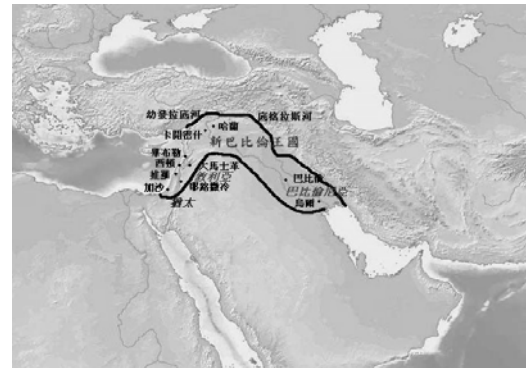 幼發拉底河
底格拉斯河
哈蘭
卡開密什
新巴比倫王國
畢布勒
西頓
大馬士革
敘利亞
推羅
巴比倫
巴比倫尼亞
加沙
耶路撒冷
猶太
烏爾